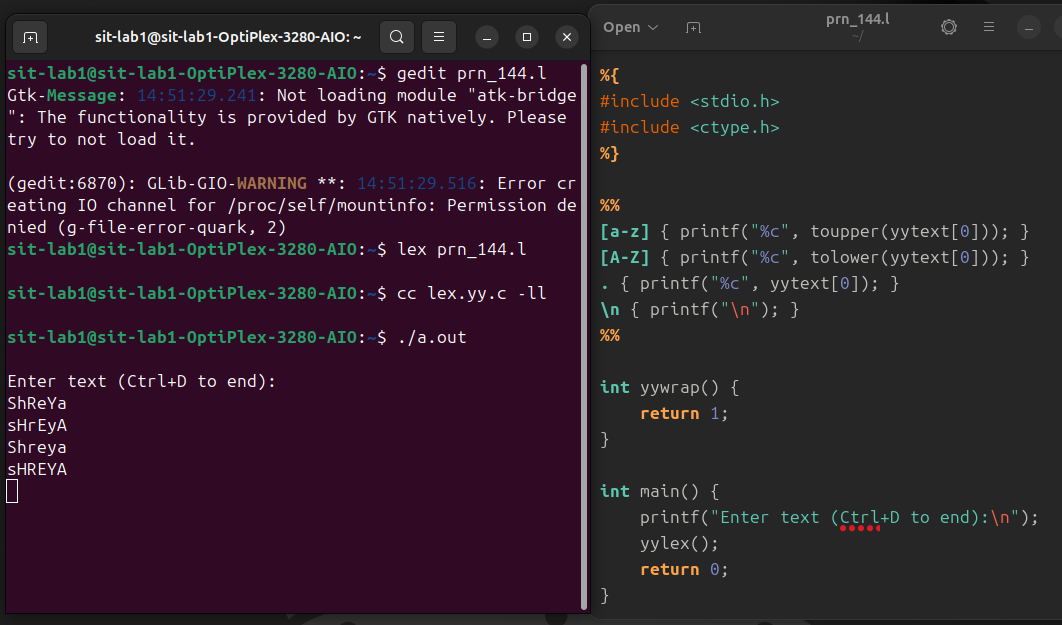 sit-lab1@sit-lab1-OptiPlex-3280-AIO: ~
sit-lab1@sit-lab1-OptiPlex-3280-AIO:~$ gedit prn_144.l
Gtk-Message: 14:51:29.241: Not loading module "atk-bridge
": The functionality is provided by GTK natively. Please
try to not load it.
(gedit:6870): GLib-GIO-WARNING **: 14:51:29.516: Error cr
eating IO channel for /proc/self/mountinfo: Permission de
nied (g-file-error-quark, 2)
sit-lab1@sit-lab1-OptiPlex-3280-AIO:~$ lex prn_144.l
sit-lab1@sit-lab1-OptiPlex-3280-AIO:~$ cc lex.yy.c -ll
sit-lab1@sit-lab1-OptiPlex-3280-AIO:~$ ./a.out
Enter text (Ctrl+D to end):
ShReYa
sHrEyA
Shreya
sHREYA
Open
prn_144.l
~/
%{
#include <stdio.h>
#include <ctype.h>
%}
%%
[a-z] { printf("%c", toupper(yytext[0])); }
[A-Z] { printf("%c", tolower(yytext[0])); }
. { printf("%c", yytext[0]); }
\n { printf("\n"); }
%%
int yywrap() {
    return 1;
}
int main() {
    printf("Enter text (Ctrl+D to end):\n");
    yylex();
    return 0;
}